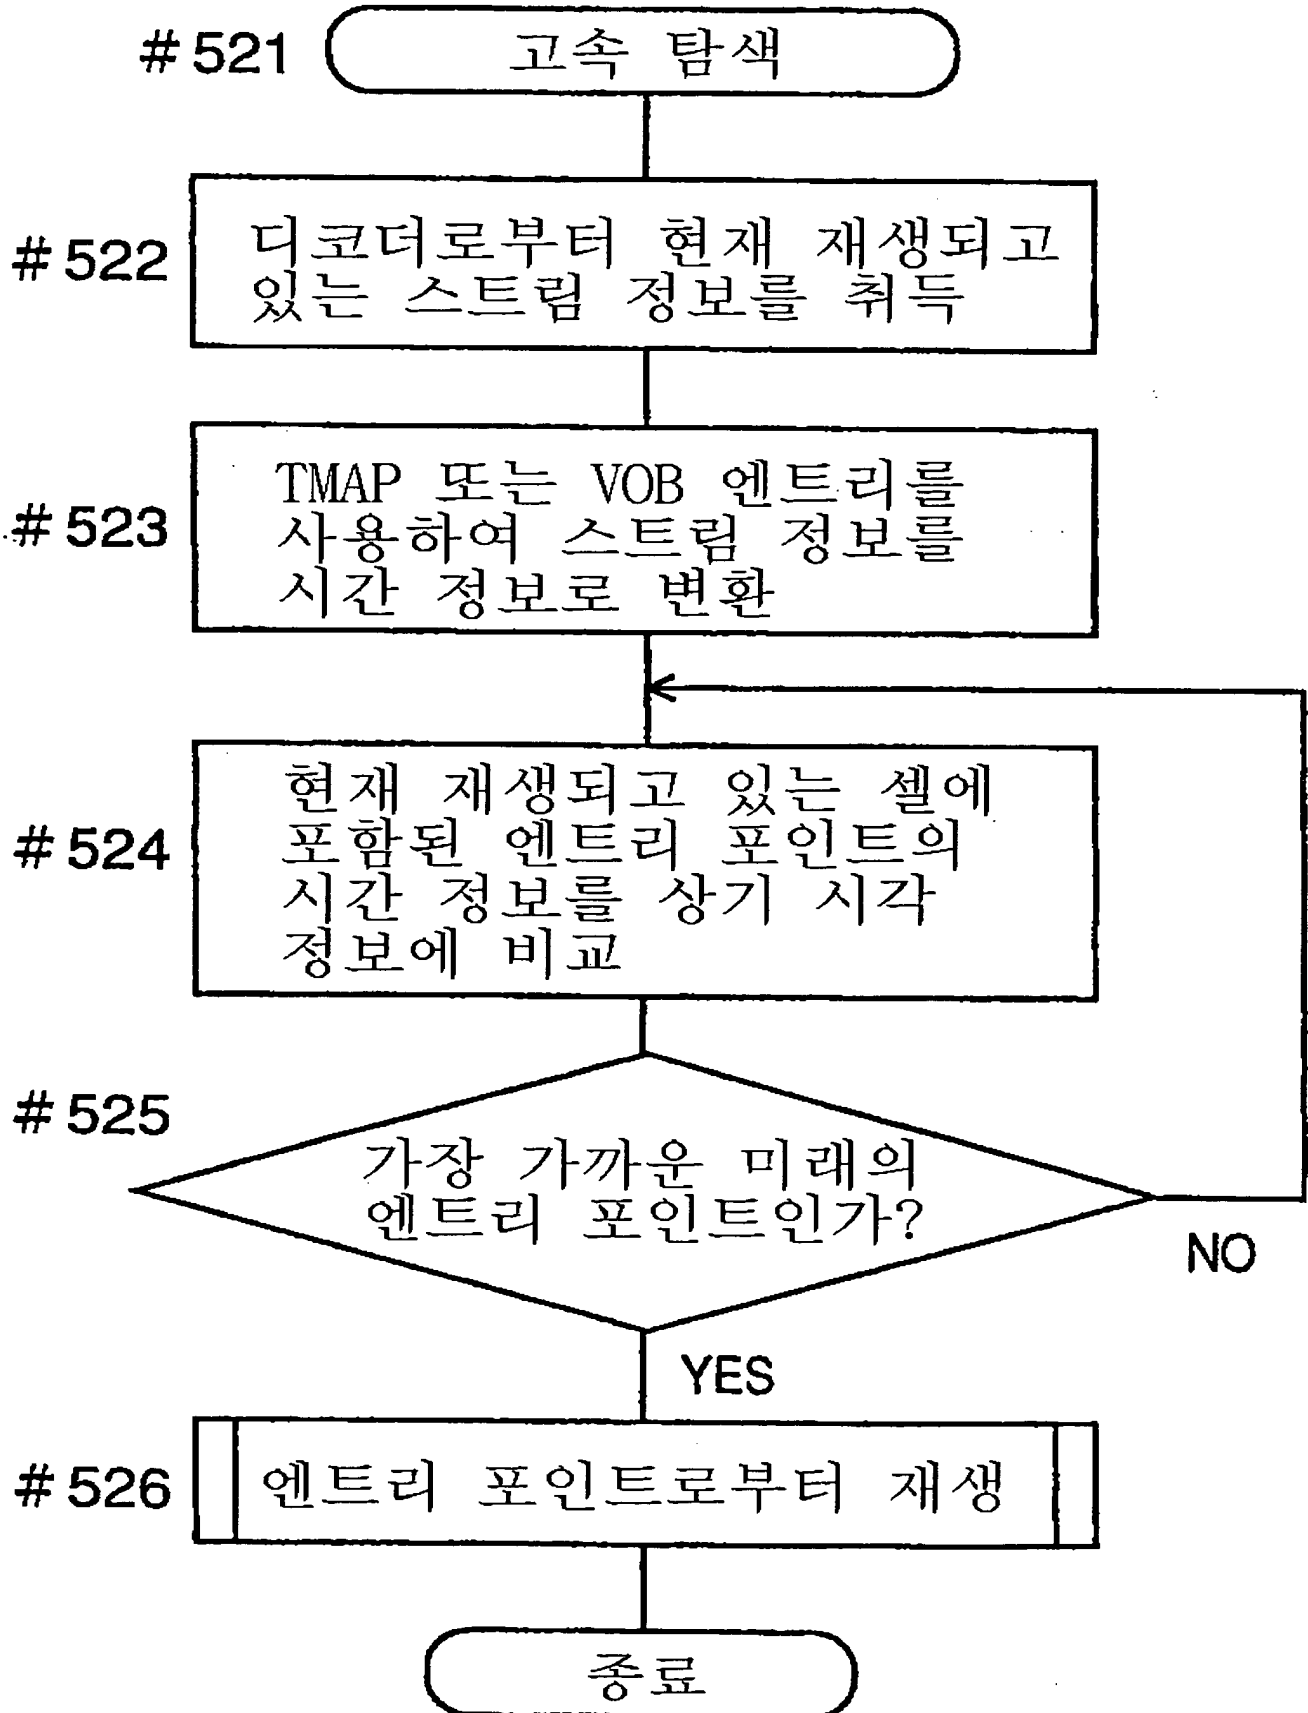 #521 고속 탐색
디코더로부터 현재 재생되고
#522
있는 스트림 정보를 취득
TMAP 또는 VOB 엔트리를
#523
사용하여 스트림 정보를
시간 정보로 변환
현재 재생되고 있는 셀에
#524
포함된 엔트리 포인트의
시간 정보를 상기 시각
정보에 비교
#525
가장 가까운 미래의
엔트리 포인트인가?
NO
YES
#526 엔트리 포인트로부터 재생
종료